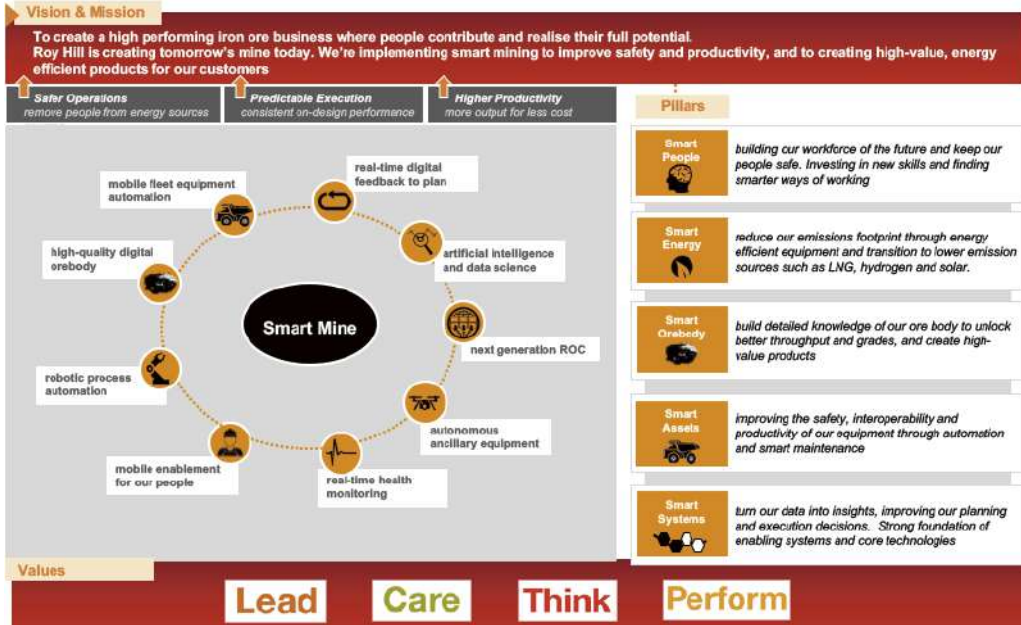 Vision & Mission
To create a high performing iron ore business where people contribute and realise their full potential.
Roy Hill is creating tomorrow's mine today. We're implementing smart mining to improve safety and productivity, and to creating high-value, energy
efficient products for our customers
Safer Operations
remore people from energy sources
Predictable Execution
consistent on-design performance
Higher Productivity
more output for less cost
real-time digital
feedback to plan
mobile fleet equipment
automation
high-quality digital
orebody
artificial intelligence
and data science
Smart Mine
next generation ROC
robotic process
automation
autonomous
ancillary equipment
mobile enablement
for our people
real-time health
monitoring
Pillars
Smart
People
building our workforce of the future and keep our
people safe. Investing in new skills and finding
smarter ways of working
Smart
Energy
reduce our emissions footprint through energy
efficient equipment and transition to lower emission
sources such as LNG, hydrogen and solar.
Smart
Orebody
build detailed knowledge of our ore body to unlock
better throughput and grades, and create high-
value products
Smart
Assets
improving the safety, interoperability and
productivity of our equipment through automation
and smart maintenance
Smart
Systems
turn our data into insights, improving our planning
and execution decisions. Strong foundation of
enabling systems and core technologies
Values
Lead
Care
Think
Perform